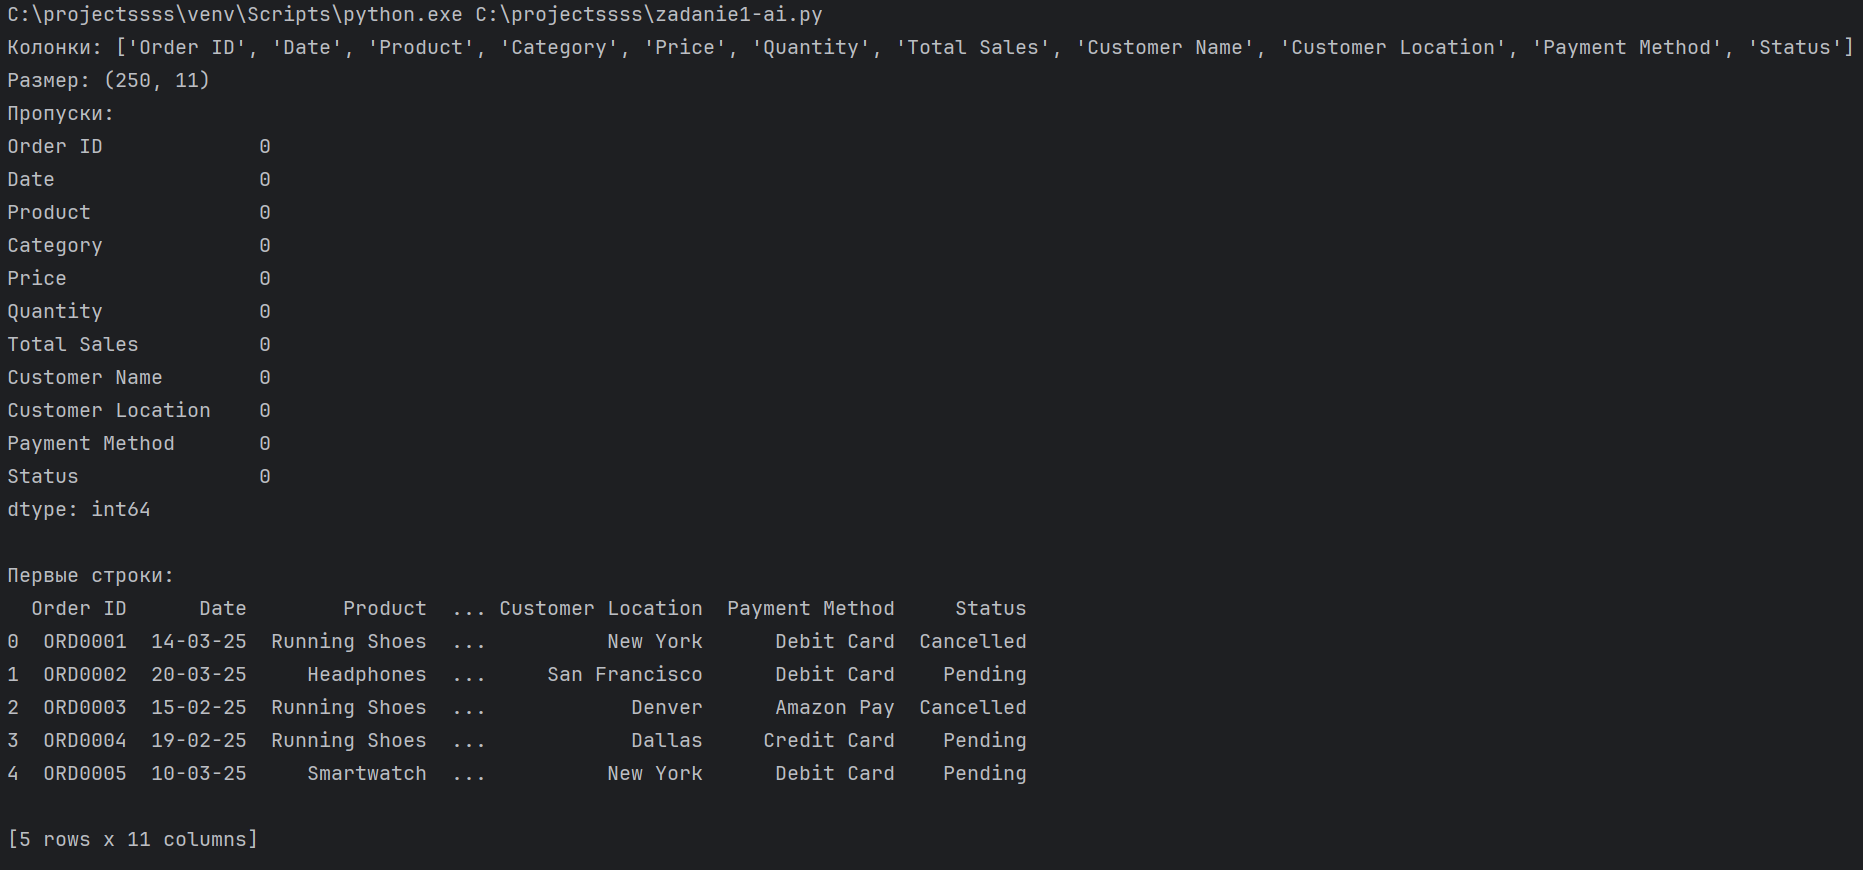 C:\projectssss\venv\Scripts\python.exe C:\projectssss\zadanie1-ai.py
Колонки: ['Order ID', 'Date', 'Product', 'Category', 'Price', 'Quantity', 'Total Sales', 'Customer Name', 'Customer Location', 'Payment Method', 'Status']
Размер: (250, 11)
Пропуски:
Order ID             0
Date                 0
Product              0
Category             0
Price                0
Quantity             0
Total Sales          0
Customer Name        0
Customer Location    0
Payment Method       0
Status               0
dtype: int64

Первые строки:
  Order ID      Date        Product  ... Customer Location  Payment Method     Status
0  ORD0001  14-03-25  Running Shoes  ...          New York      Debit Card  Cancelled
1  ORD0002  20-03-25     Headphones  ...     San Francisco      Debit Card    Pending
2  ORD0003  15-02-25  Running Shoes  ...            Denver      Amazon Pay  Cancelled
3  ORD0004  19-02-25  Running Shoes  ...            Dallas     Credit Card    Pending
4  ORD0005  10-03-25     Smartwatch  ...          New York      Debit Card    Pending

[5 rows x 11 columns]